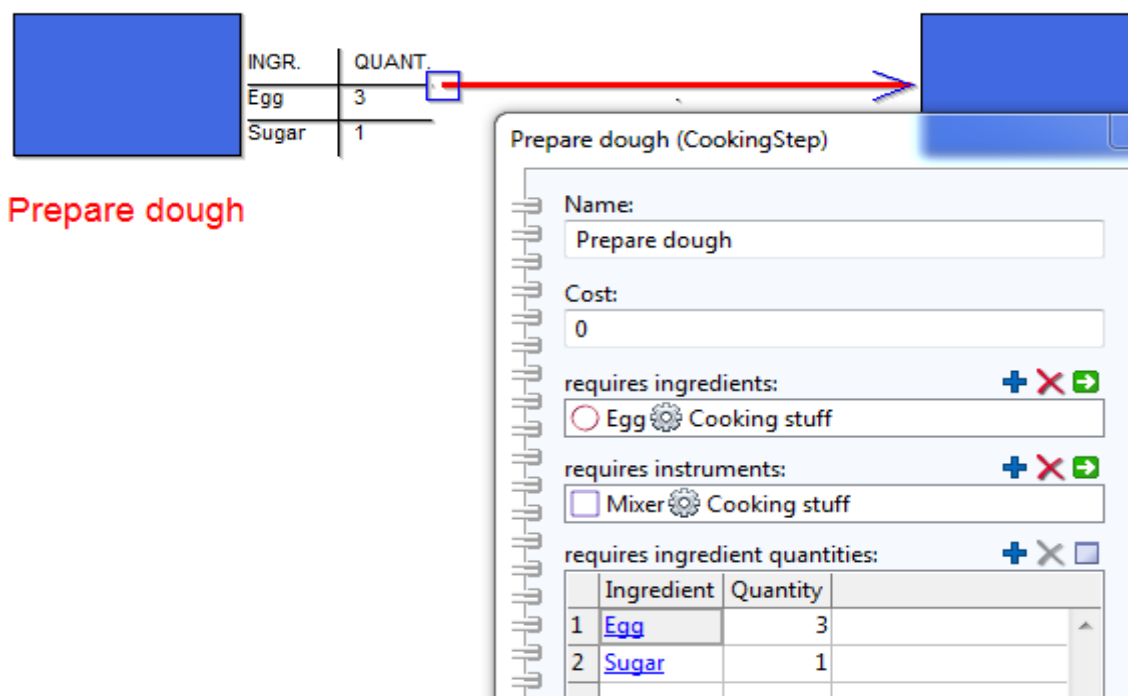 INGR. QUANT.
Egg 3
Sugar 1
Prepare dough
Prepare dough (CookingStep)
Name:
Prepare dough
Cost:
0
requires ingredients:
Egg Cooking stuff
requires instruments:
Mixer Cooking stuff
requires ingredient quantities:
Ingredient Quantity
1 Egg 3
2 Sugar 1